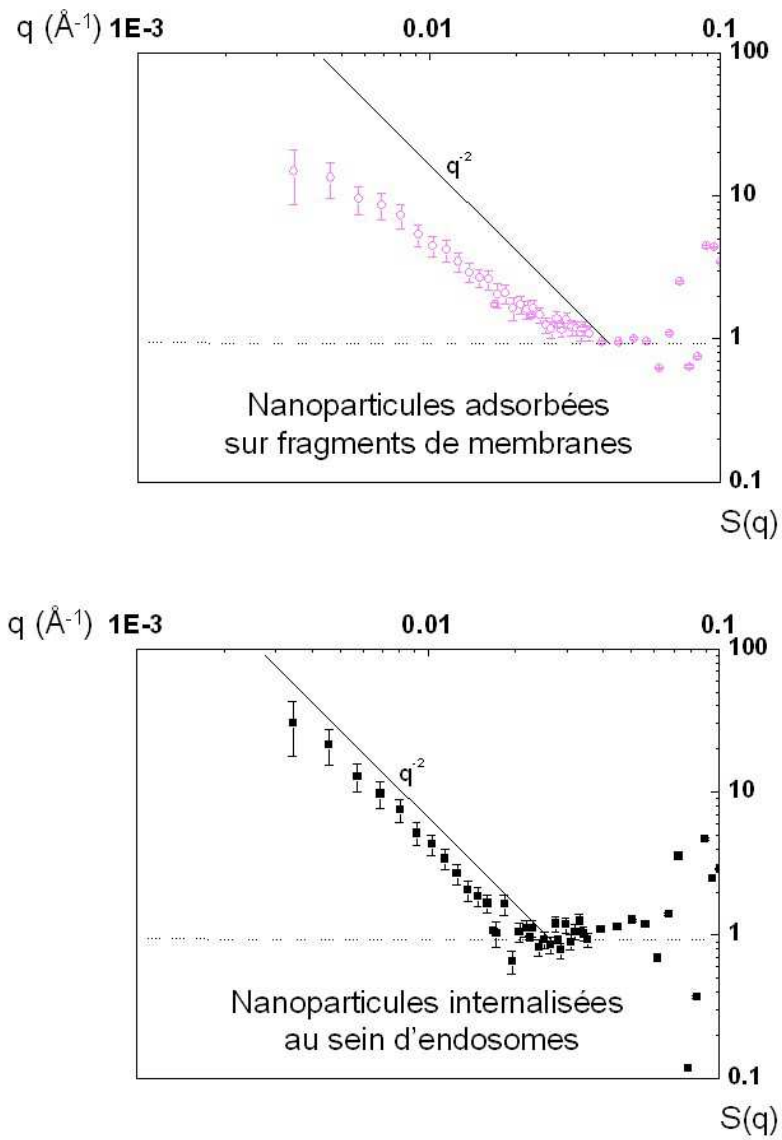 q (Å⁻¹) 1E-3 0.01 0.1
100
q⁻²
10
1
Nanoparticules adsorbées
sur fragments de membranes
0.1
S(q)
q (Å⁻¹) 1E-3 0.01 0.1
100
q⁻²
10
1
Nanoparticules internalisées
au sein d'endosomes
0.1
S(q)